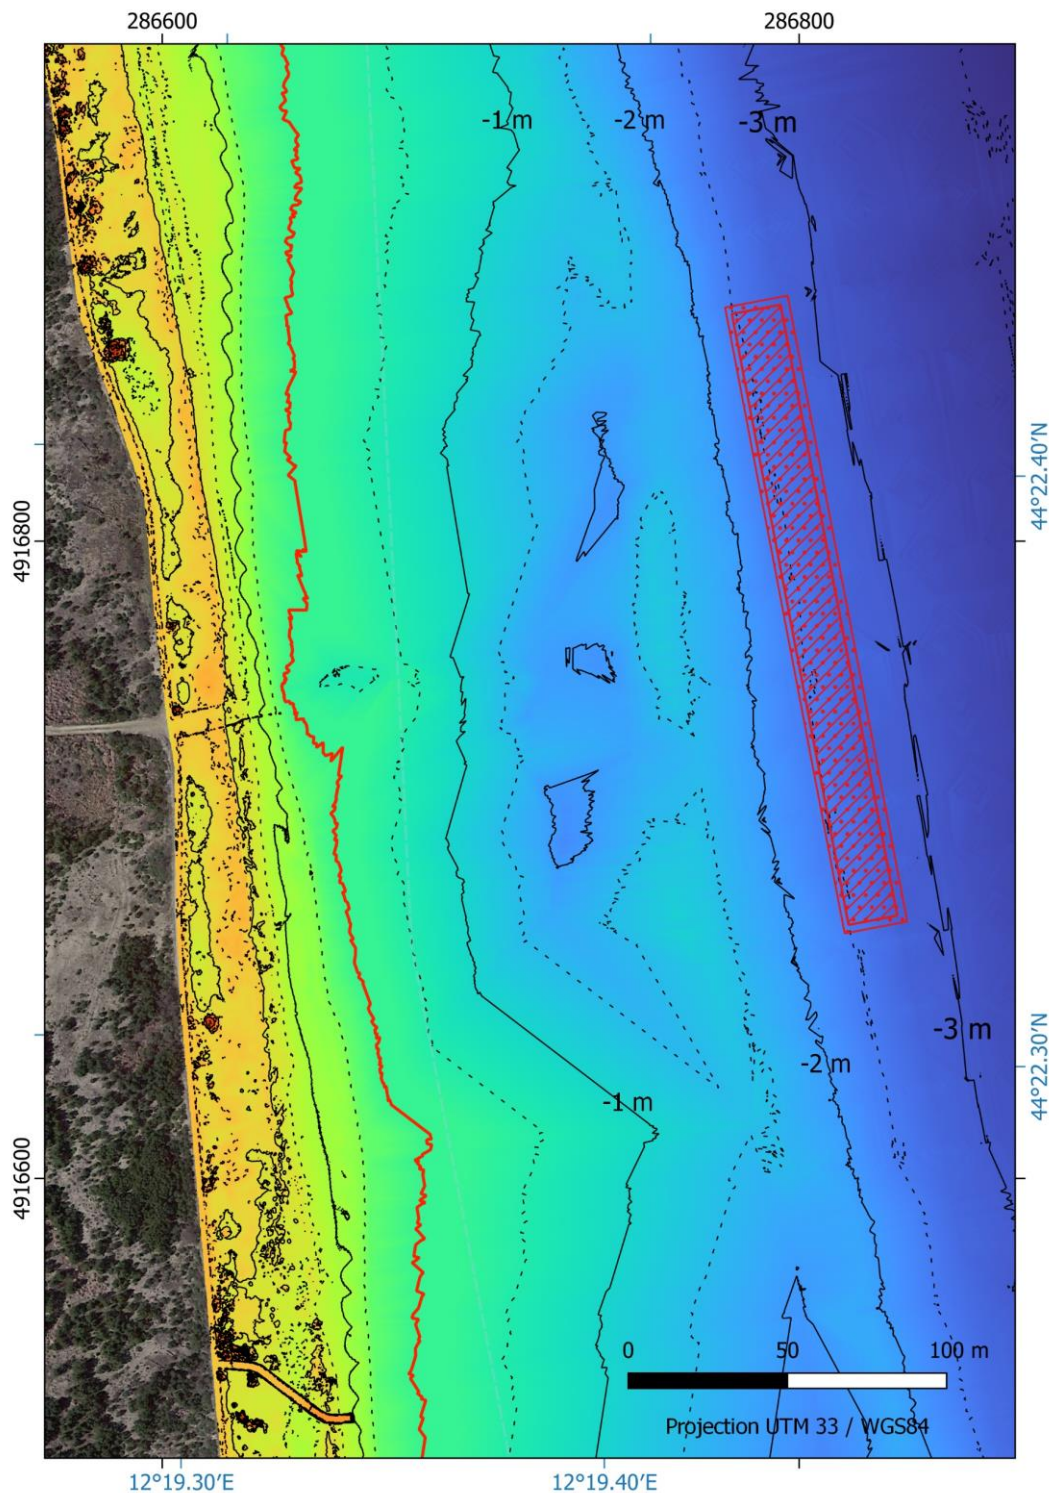 286600
286800
-1 m
-2 m
-3 m
44°22.40′N
4916800
-3 m
-2 m
44°22.30′N
-1 m
4916600
0
50
100 m
Projection UTM 33 / WGS84
12°19.30′E
12°19.40′E